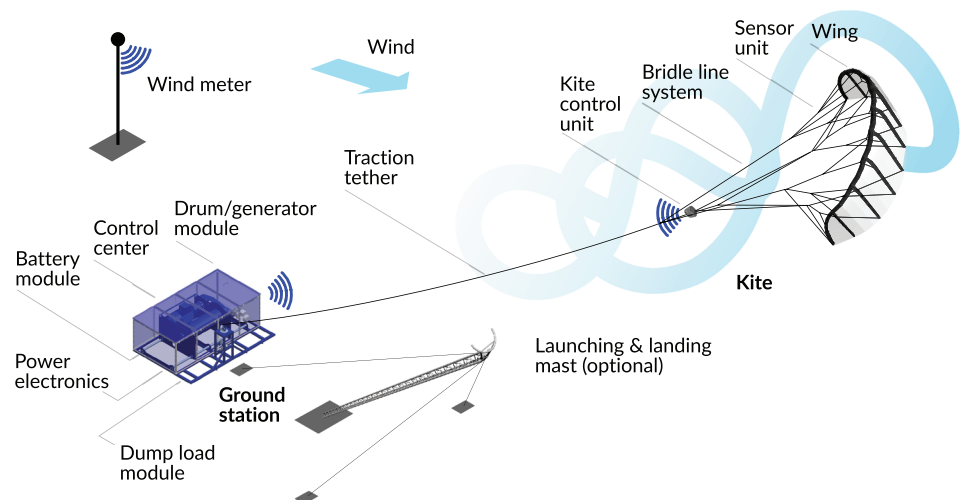 Wind meter
Wind
Sensor
unit
Wing
Kite
control
unit
Bridle line
system
Traction
tether
Drum/generator
module
Control
center
Battery
module
Power
electronics
Ground
station
Dump load
module
Kite
Launching & landing
mast (optional)